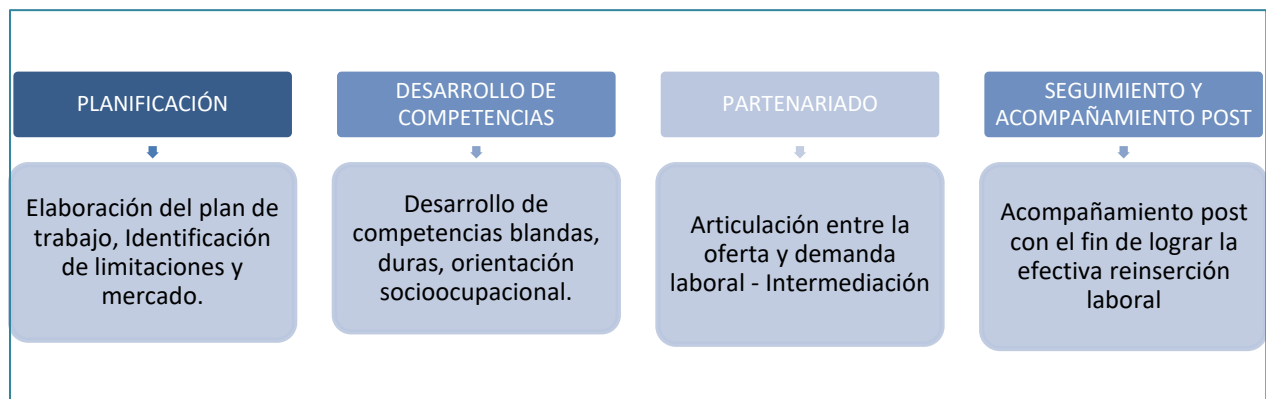 PLANIFICACIÓN
Elaboración del plan de
trabajo, Identificación
de limitaciones y
mercado.
DESARROLLO DE
COMPETENCIAS
Desarrollo de
competencias blandas,
duras, orientación
socioocupacional.
PARTENARIADO
Articulación entre la
oferta y demanda
laboral - Intermediación
SEGUIMIENTO Y
ACOMPAÑAMIENTO POST
Acompañamiento post
con el fin de lograr la
efectiva reinserción
laboral